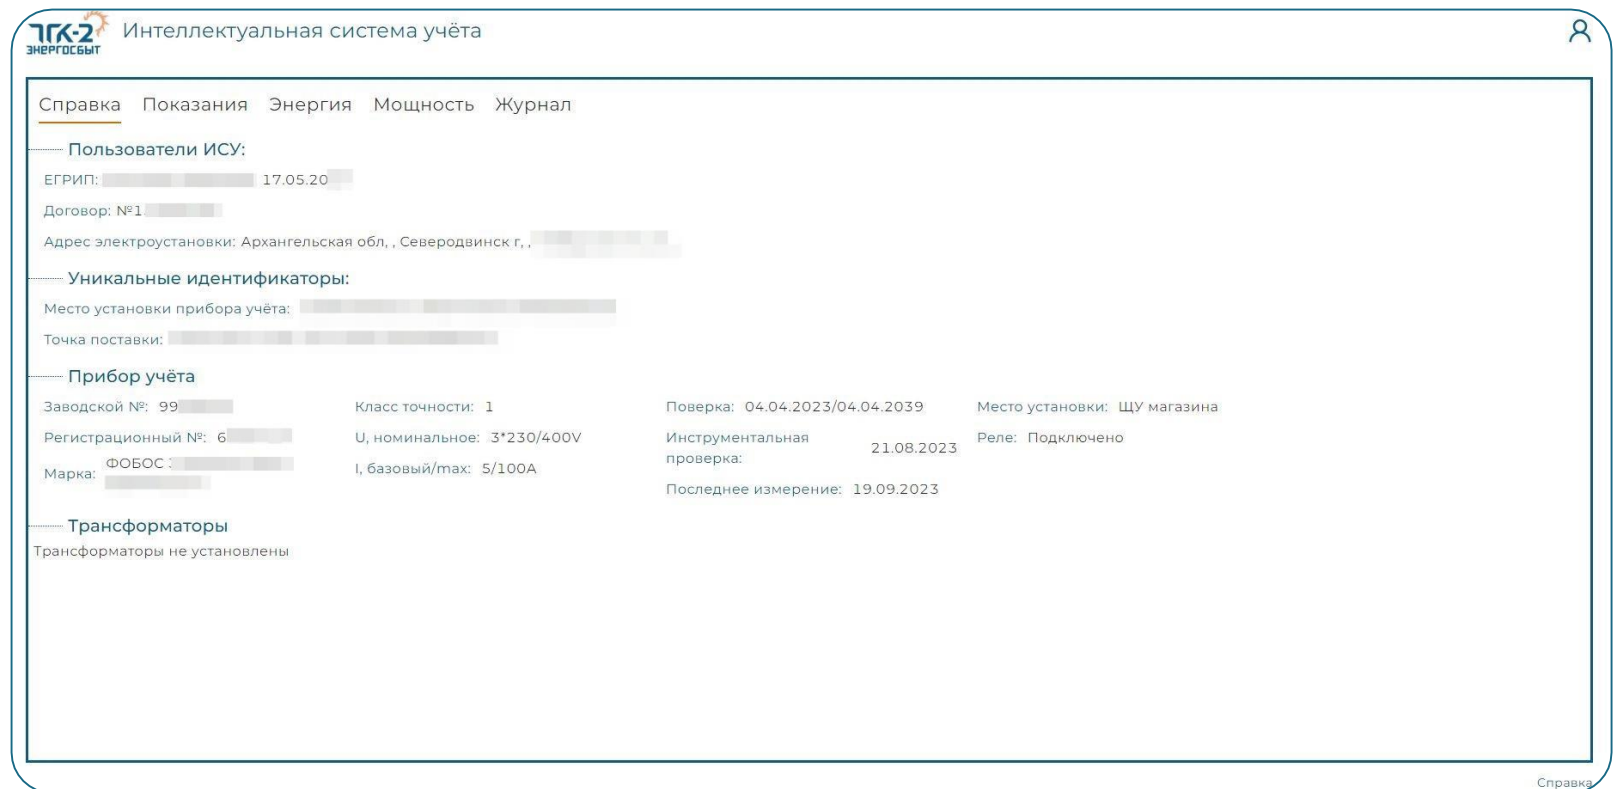 ТГК-2
ЭНЕРГОСБЫТ
Интеллектуальная система учёта
Справка Показания Энергия Мощность Журнал
Пользователи ИСУ:
ЕГРИП: 17.05.20
Договор: №1
Адрес электроустановки: Архангельская обл, , Северодвинск г, ,
Уникальные идентификаторы:
Место установки прибора учёта:
Точка поставки:
Прибор учёта
Заводской №: 99 Класс точности: 1 Поверка: 04.04.2023/04.04.2039 Место установки: ЩУ магазина
Регистрационный №: 6 U, номинальное: 3*230/400V Инструментальная проверка: 21.08.2023 Реле: Подключено
Марка: ФОБОС I, базовый/max: 5/100А
Последнее измерение: 19.09.2023
Трансформаторы
Трансформаторы не установлены
Справка